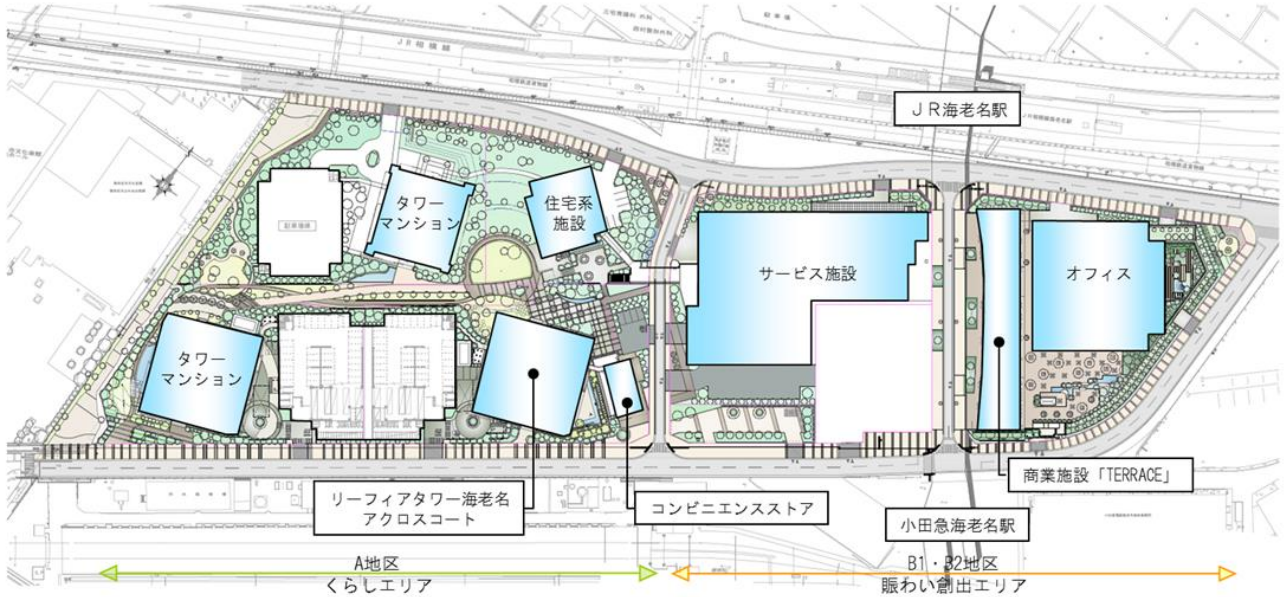 JR相模線
JR海老名駅
タワー
マンション
住宅系
施設
駐車場棟
サービス施設
オフィス
タワー
マンション
商業施設「TERRACE」
リーフィアタワー海老名
アクロスコート
コンビニエンスストア
小田急海老名駅
A地区
くらしエリア
B1・B2地区
賑わい創出エリア